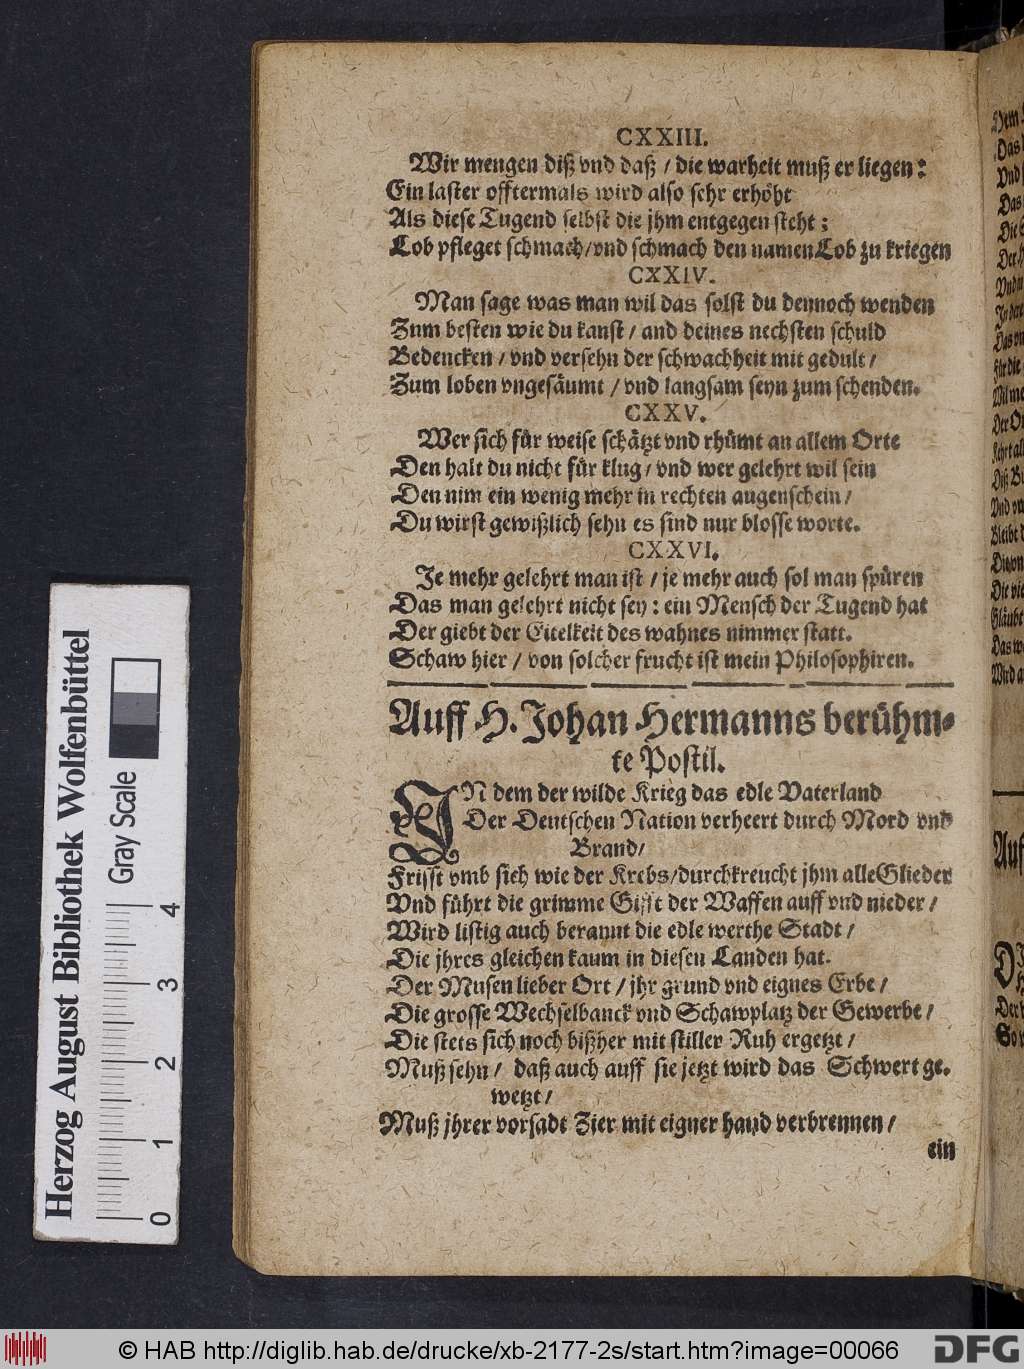 CXXIII.
Wir mengen diß vnd daß / die warheit muß er liegen:
Ein laster offtermals wird also sehr erhöht
Als diese Tugend selbst die jhm entgegen steht;
Lob pfleget schmach/vnd schmach den namen Lob zu kriegen
CXXIV.
Man sage was man wil das solst du dennoch wenden
Zum besten wie du kanst / and deines nechsten schuld
Bedencken / vnd versehn der schwachheit mit gedult /
Zum loben vngesäumt / vnd langsam seyn zum schenden.
CXXV.
Wer sich für weise schätzt vnd rhümt an allem Orte
Den halt du nicht für klug / vnd wer gelehrt wil sein
Den nim ein wenig mehr in rechten augenschein /
Du wirst gewißlich sehn es sind nur blosse worte.
CXXVI.
Je mehr gelehrt man ist / je mehr auch sol man spüren
Das man gelehrt nicht sey: ein Mensch der Tugend hat
Der giebt der Eitelkeit des wahnes nimmer statt.
Schaw hier / von solcher frucht ist mein Philosophiren.
Auff H. Johan Hermanns berühm-
te Postil.
IN dem der wilde Krieg das edle Vaterland
Der Deutschen Nation verheert durch Mord vnd
Brand/
Frisst vmb sich wie der Krebs/durchkreucht jhm alle Glieder
Vnd führt die grimme Gifft der Waffen auff vnd nieder /
Wird listig auch berannt die edle werthe Stadt /
Die jhres gleichen kaum in diesen Landen hat.
Der Musen lieber Ort / jhr grund vnd eignes Erbe /
Die grosse Wechselbanck vnd Schawplatz der Gewerbe /
Die stets sich noch bißher mit stiller Ruh ergetzt /
Muß sehn / daß auch auff sie jetzt wird das Schwert ge-
wetzt /
Muß jhrer vorsadt Zier mit eigner hand verbrennen /
ein
Herzog August Bibliothek Wolfenbüttel
Gray Scale
0 1 2 3 4
© HAB http://diglib.hab.de/drucke/xb-2177-2s/start.htm?image=00066
DFG